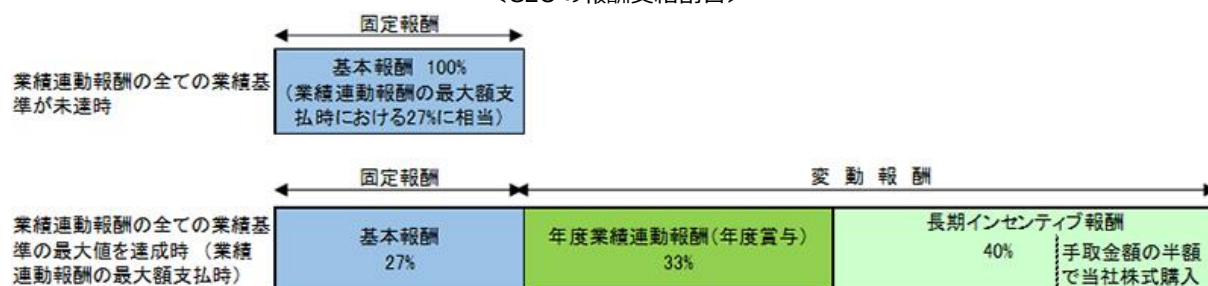 固定報酬
業績連動報酬の全ての業績基
準が未達時
基本報酬 100%
(業績連動報酬の最大額支
払時における27%に相当)
固定報酬
変 動 報 酬
業績連動報酬の全ての業績基
準の最大値を達成時 (業績
連動報酬の最大額支払時)
基本報酬
27%
年度業績連動報酬(年度賞与)
33%
長期インセンティブ報酬
40%
手取金額の半額
で当社株式購入